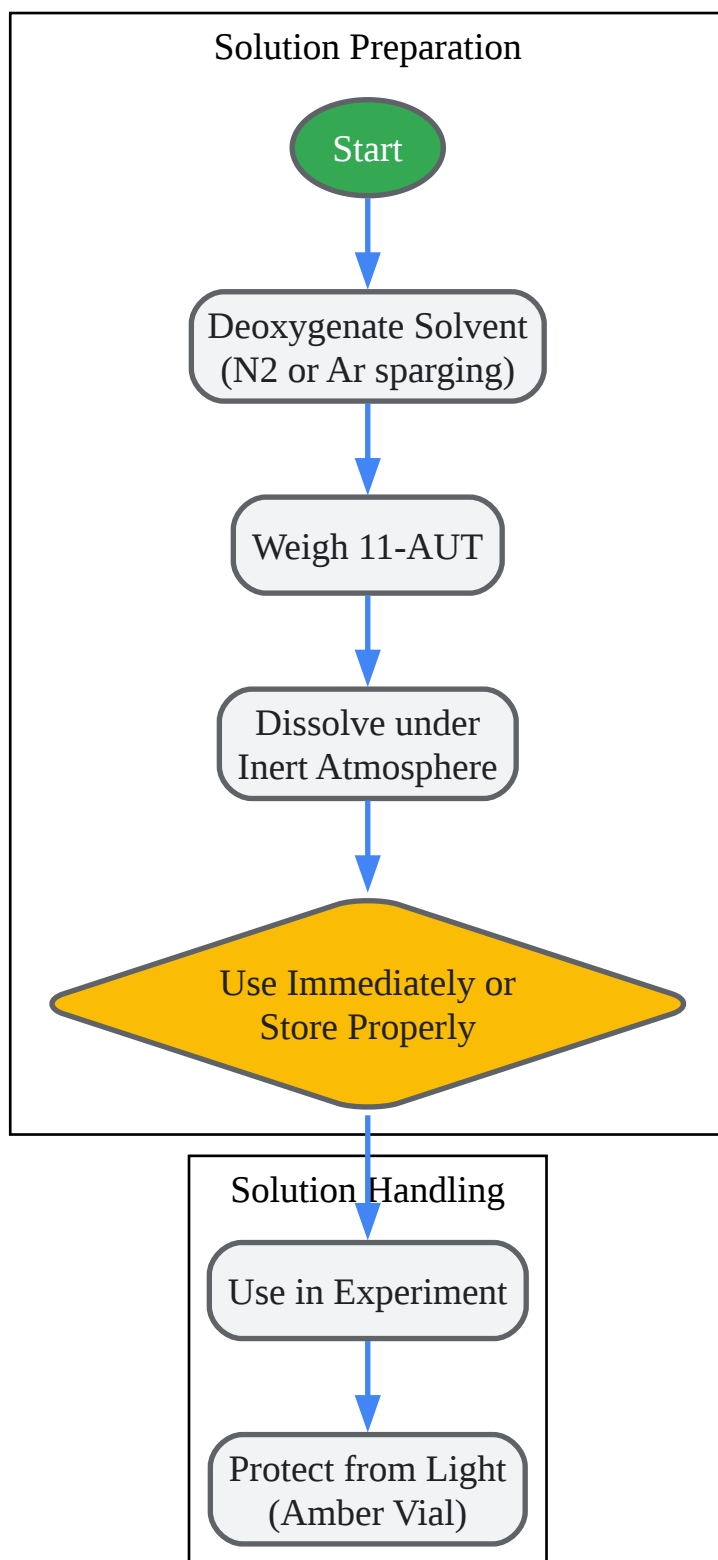 Solution Preparation
Start
Deoxygenate Solvent
(N2 or Ar sparging)
Weigh 11-AUT
Dissolve under
Inert Atmosphere
Use Immediately or
Store Properly
Solution Handling
Use in Experiment
Protect from Light
(Amber Vial)